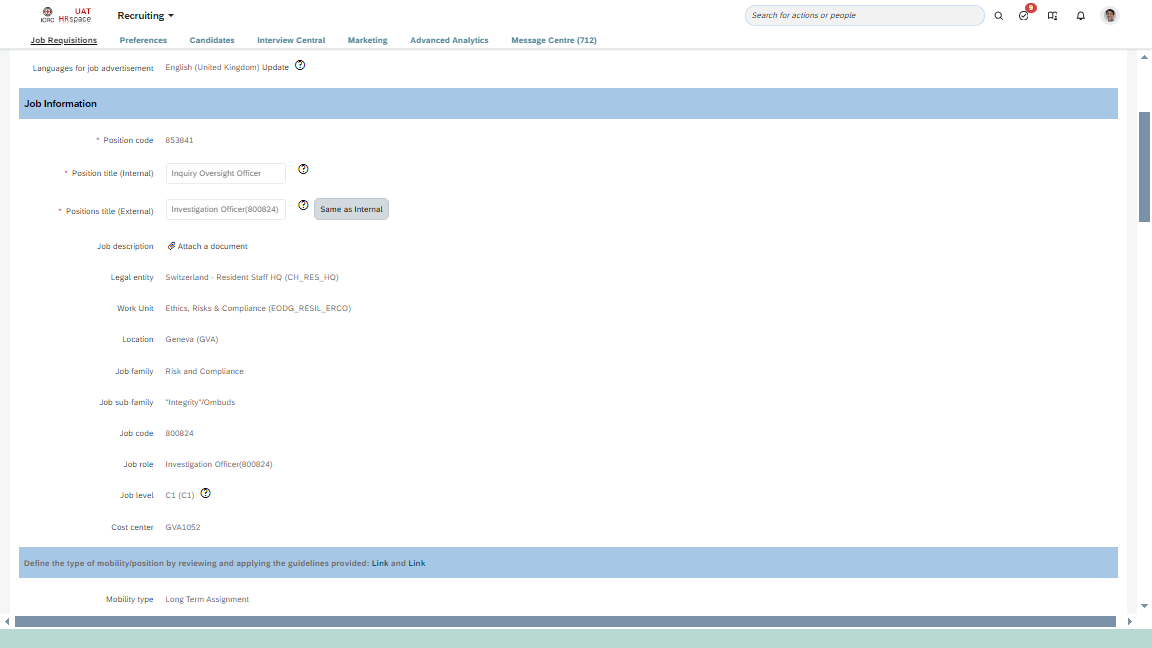 ICRC UAT HRspace Recruiting Search for actions or people 9
Job Requisitions Preferences Candidates Interview Central Marketing Advanced Analytics Message Centre (712)
Languages for job advertisement English (United Kingdom) Update
Job Information
* Position code 853841
* Position title (Internal) Inquiry Oversight Officer
* Positions title (External) Investigation Officer(800824) Same as Internal
Job description Attach a document
Legal entity Switzerland - Resident Staff HQ (CH_RES_HQ)
Work Unit Ethics, Risks & Compliance (EODG_RESIL_ERCO)
Location Geneva (GVA)
Job family Risk and Compliance
Job sub-family "Integrity"/Ombuds
Job code 800824
Job role Investigation Officer(800824)
Job level C1 (C1)
Cost center GVA1052
Define the type of mobility/position by reviewing and applying the guidelines provided: Link and Link
Mobility type Long Term Assignment